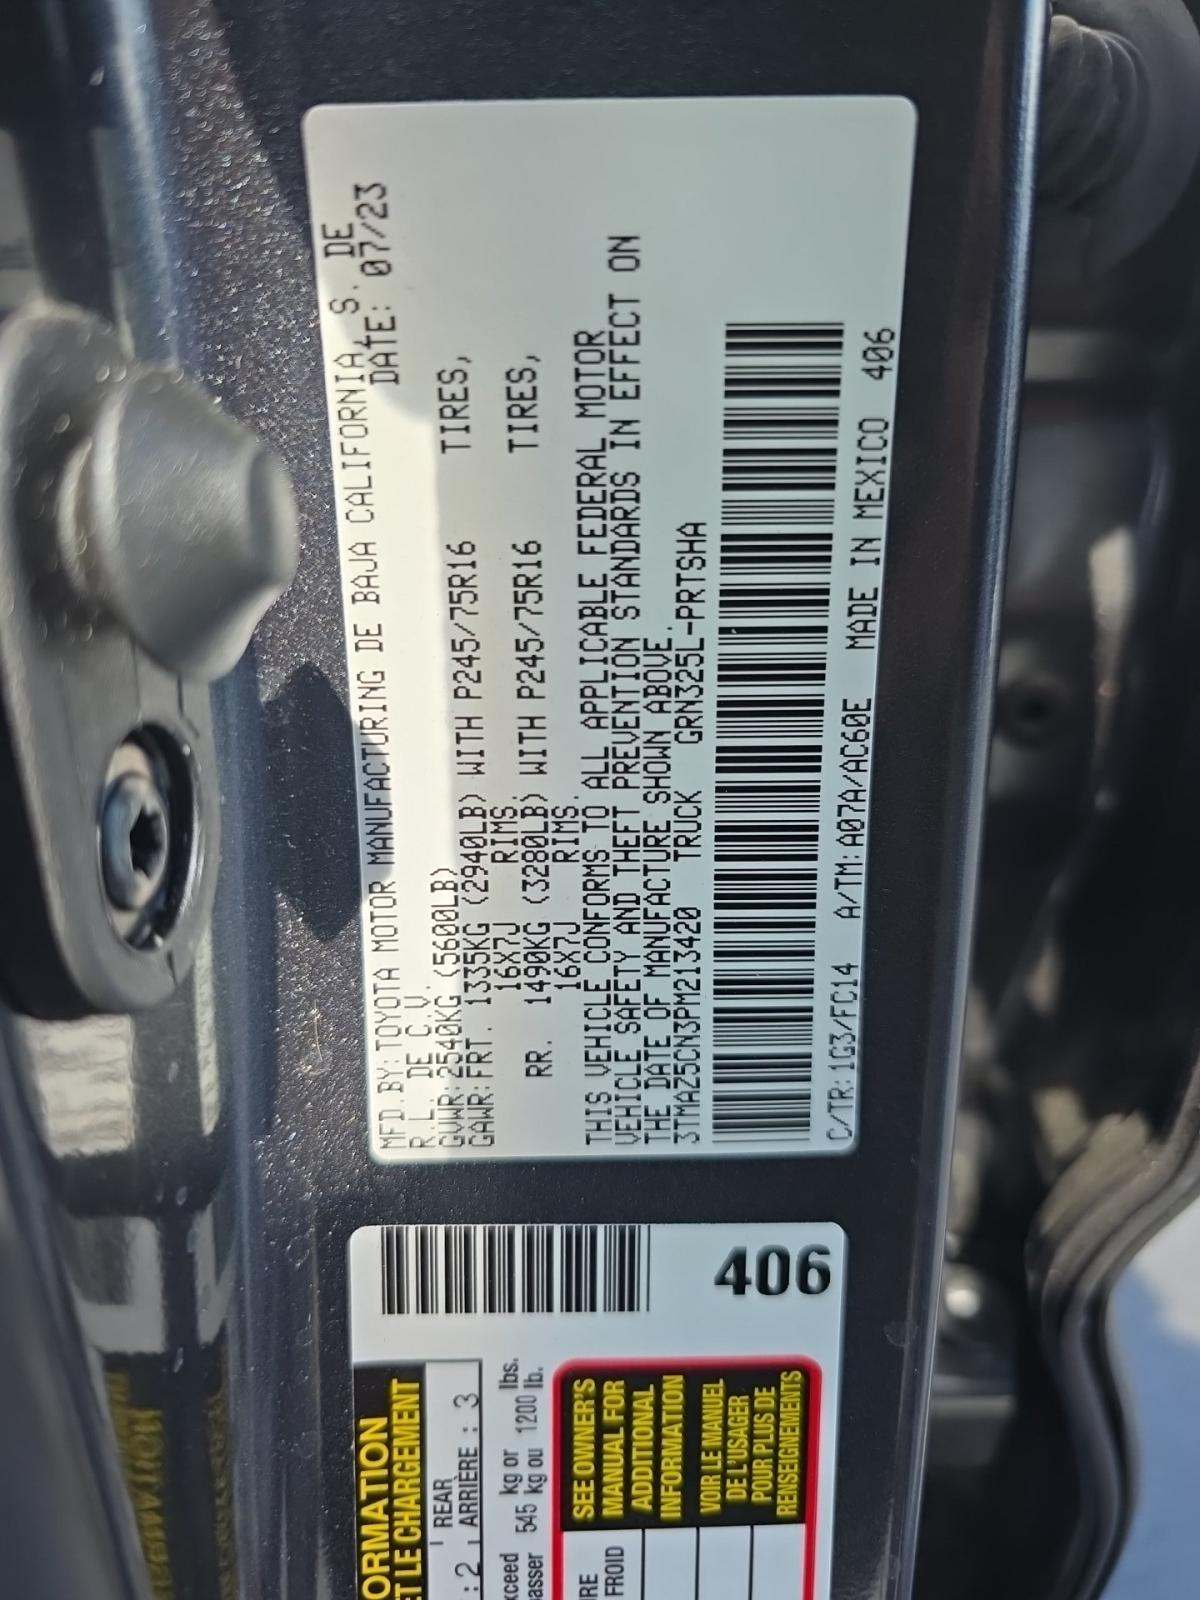 MFD.BY:TOYOTA MOTOR MANUFACTURING DE BAJA CALIFORNIA, S. DE
R.L. DE C.V. DATE: 07/23
GVWR:2540KG (5600LB)
GAWR:FRT. 1335KG (2940LB) WITH P245/75R16 TIRES,
16X7J RIMS.
RR. 1490KG (3280LB) WITH P245/75R16 TIRES,
16X7J RIMS.
THIS VEHICLE CONFORMS TO ALL APPLICABLE FEDERAL MOTOR
VEHICLE SAFETY AND THEFT PREVENTION STANDARDS IN EFFECT ON
THE DATE OF MANUFACTURE SHOWN ABOVE.
3TMAZ5CN3PM213420 TRUCK GRN325L-PRTSHA
C/TR:1G3/FC14 A/TM:A07A/AC60E MADE IN MEXICO 406
406
ORMATION
ET LE CHARGEMENT
: 2 REAR
ARRIÈRE : 3
xceed 545 kg or 1200 lbs.
asser 545 kg ou 1200 lb.
RE
FROID
SEE OWNER'S
MANUAL FOR
ADDITIONAL
INFORMATION
VOIR LE MANUEL
DE L'USAGER
POUR PLUS DE
RENSEIGNEMENTS